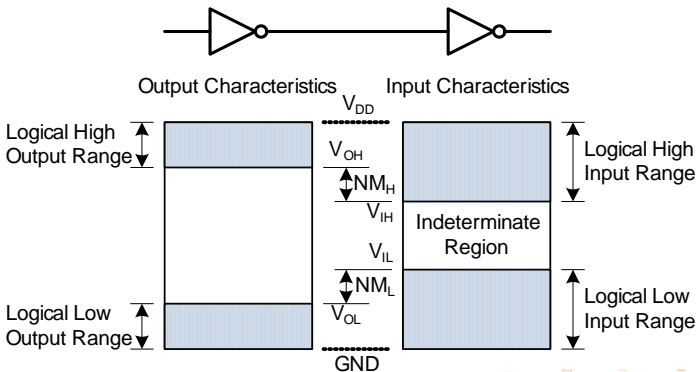 Output Characteristics
Input Characteristics
V_DD
Logical High
Output Range
V_OH
NM_H
V_IH
Logical High
Input Range
Indeterminate
Region
V_IL
NM_L
V_OL
Logical Low
Output Range
Logical Low
Input Range
GND